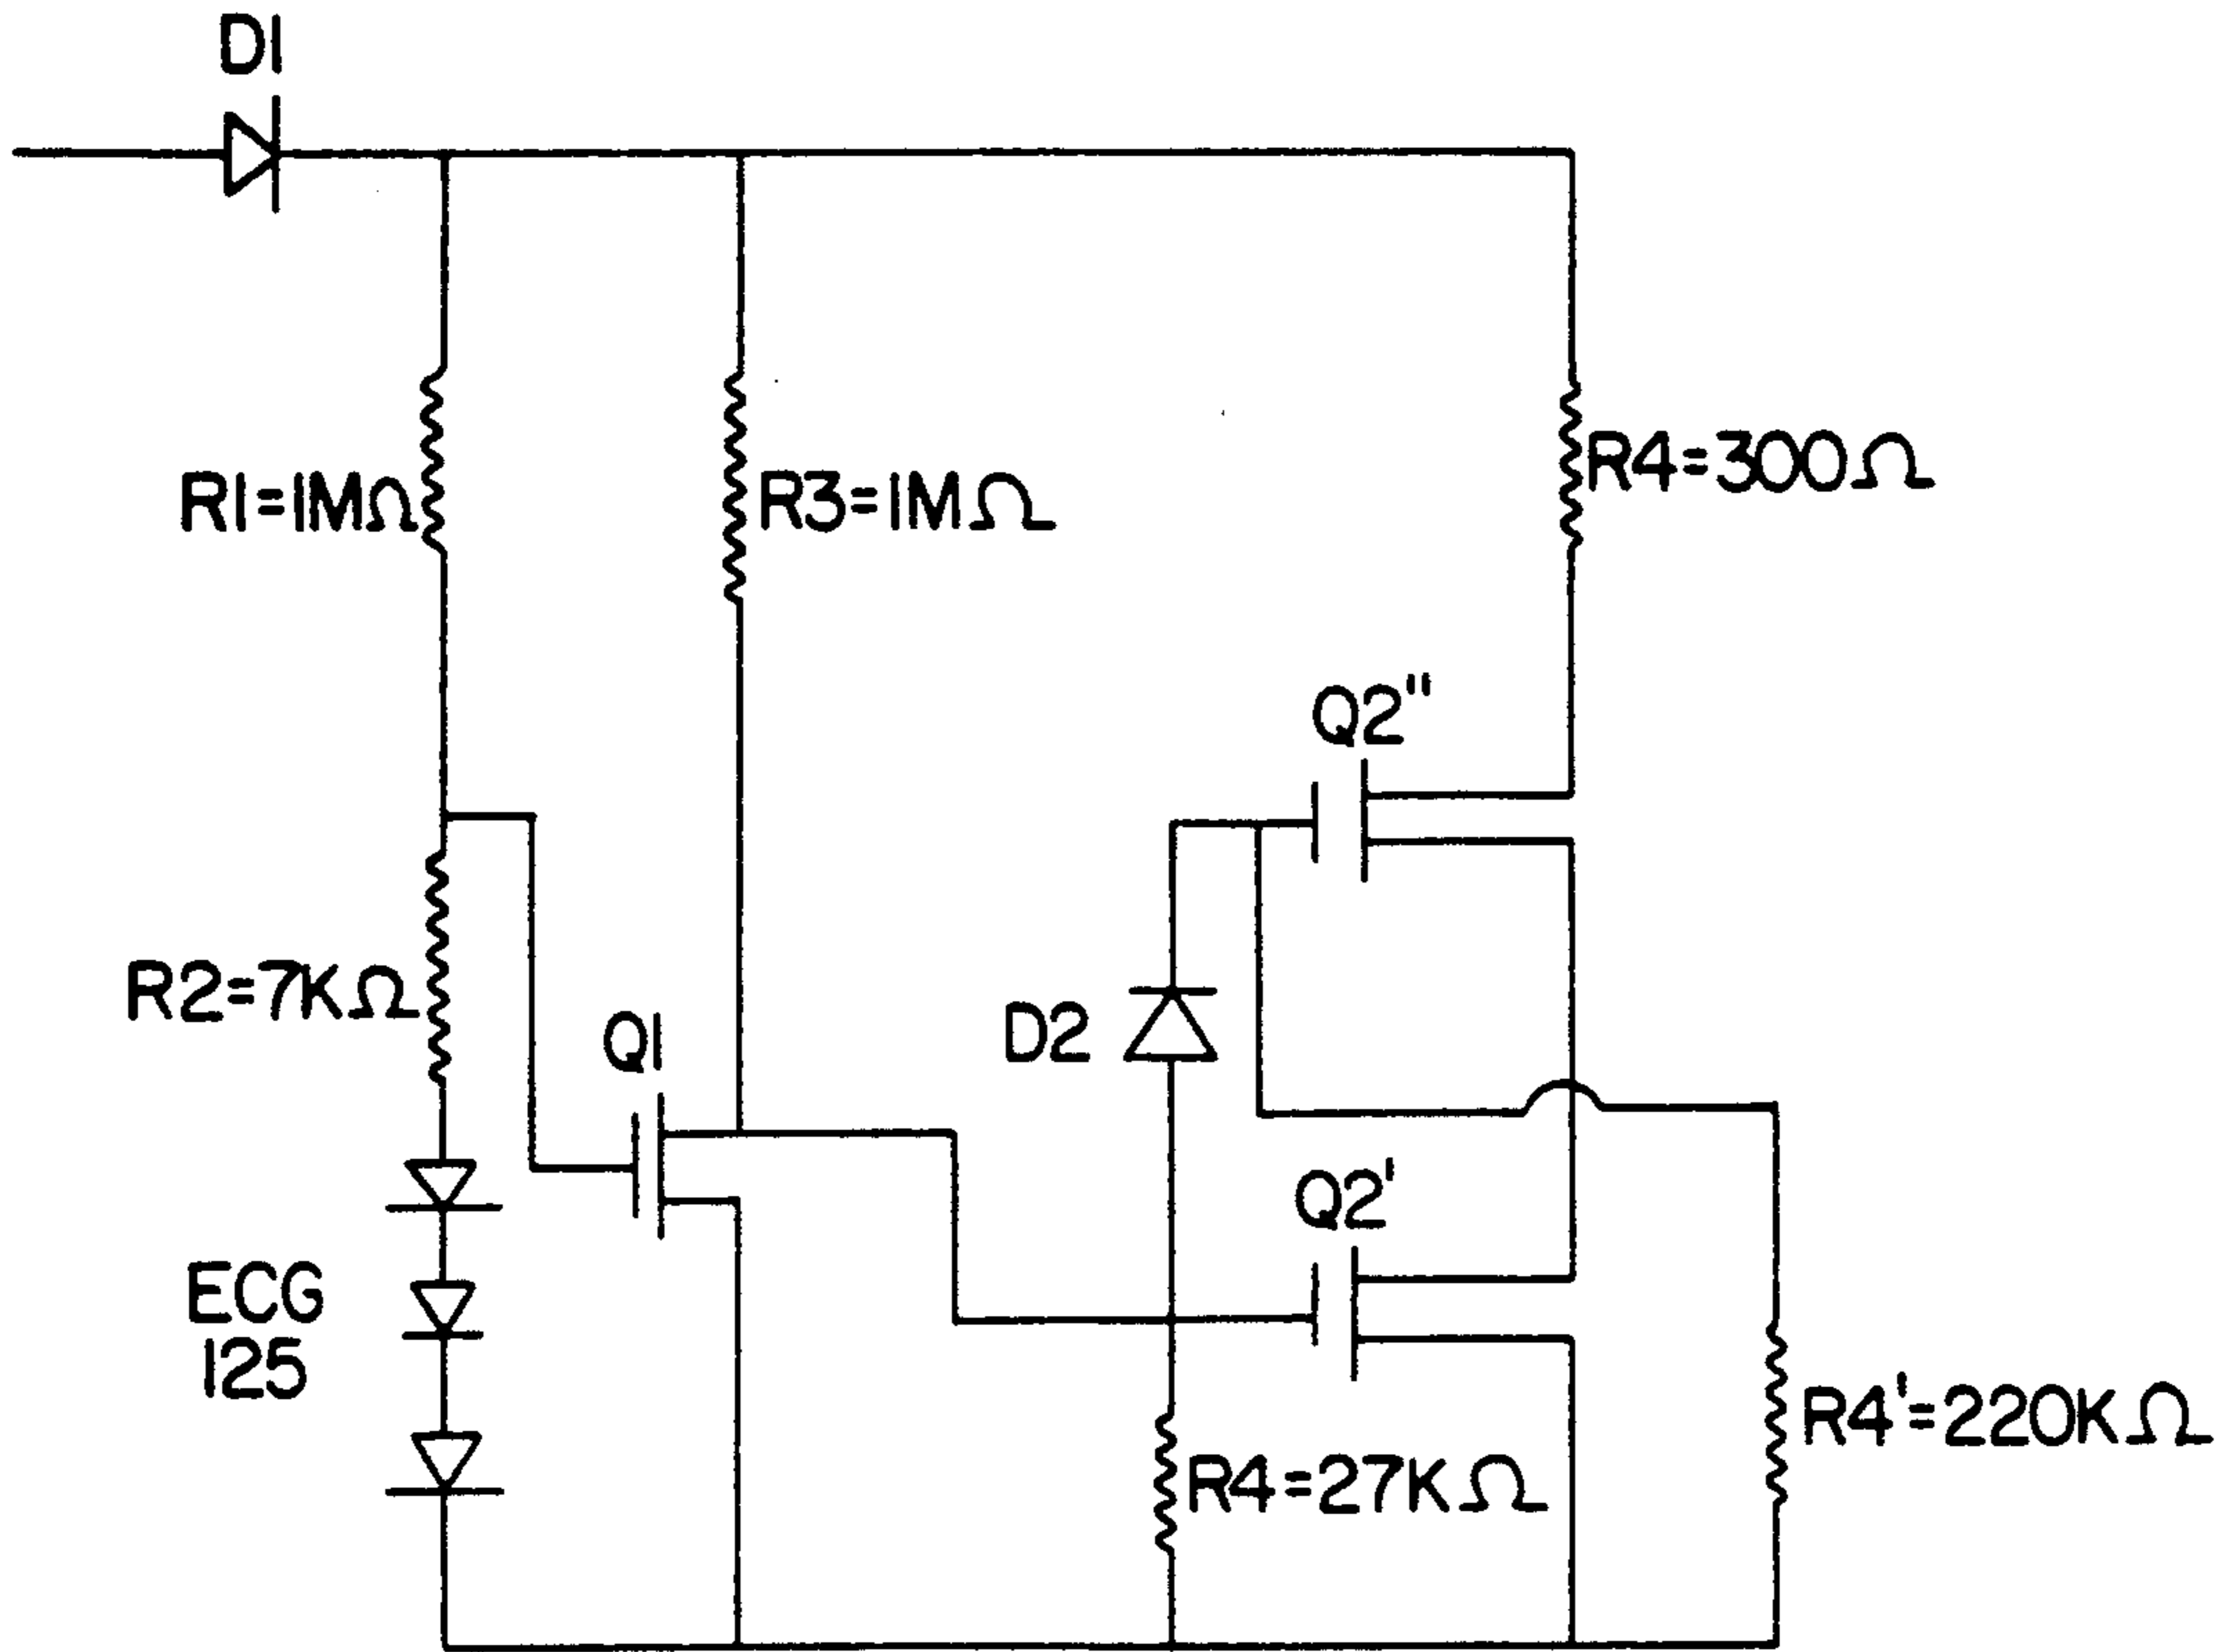 D1
R1=1MΩ
R3=1MΩ
R4=300Ω
Q2"
R2=7KΩ
Q1
D2
Q2'
ECG
125
R4'=220KΩ
R4=27KΩ